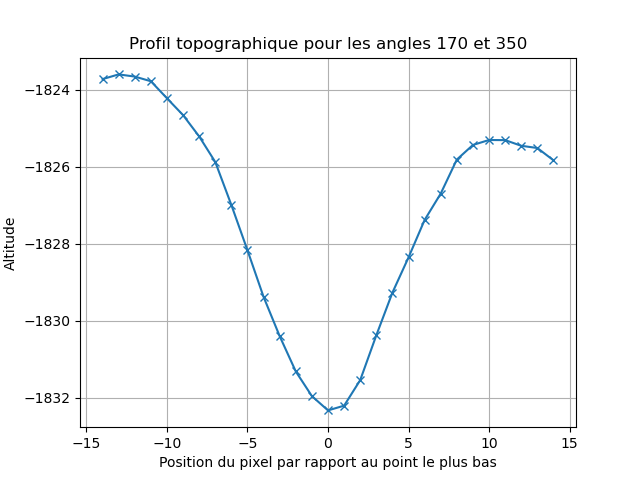 Profil topographique pour les angles 170 et 350
−1824
−1826
−1828
−1830
−1832
Altitude
−15 −10 −5 0 5 10 15
Position du pixel par rapport au point le plus bas